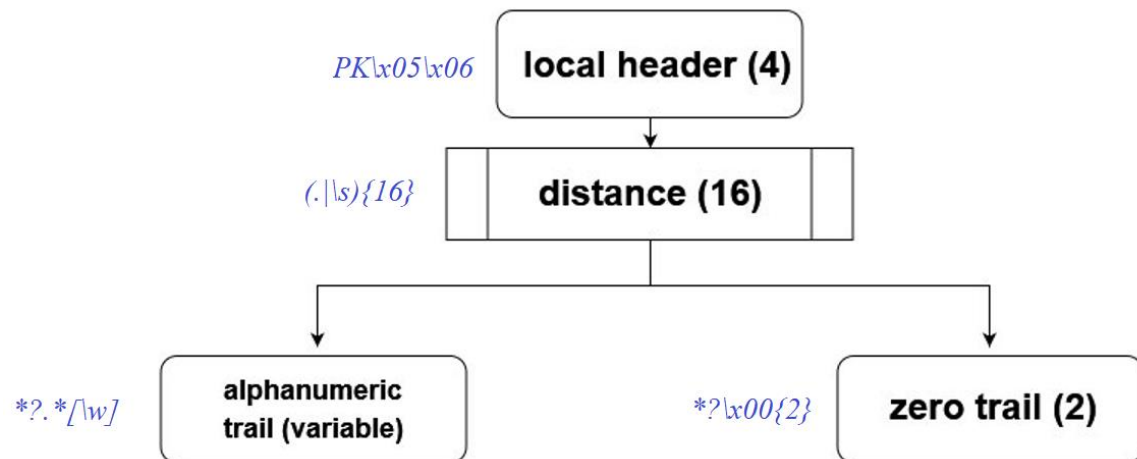 PK\x05\x06
local header (4)
(.|\s){16}
distance (16)
*?.*[\w]
alphanumeric
trail (variable)
*?\x00{2}
zero trail (2)